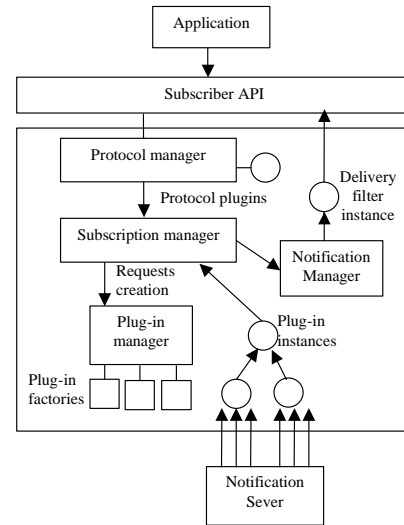 Application
Subscriber API
Protocol manager
Delivery
filter
instance
Protocol plugins
Subscription manager
Notification
Manager
Requests
creation
Plug-in
manager
Plug-in
instances
Plug-in
factories
Notification
Sever